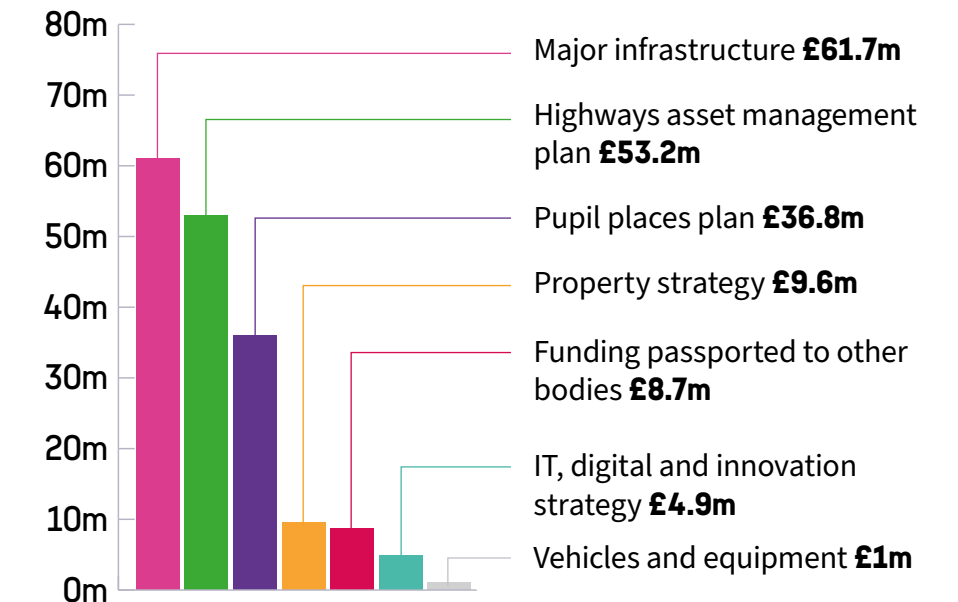 80m
70m
60m
50m
40m
30m
20m
10m
0m
Major infrastructure £61.7m
Highways asset management
plan £53.2m
Pupil places plan £36.8m
Property strategy £9.6m
Funding passported to other
bodies £8.7m
IT, digital and innovation
strategy £4.9m
Vehicles and equipment £1m